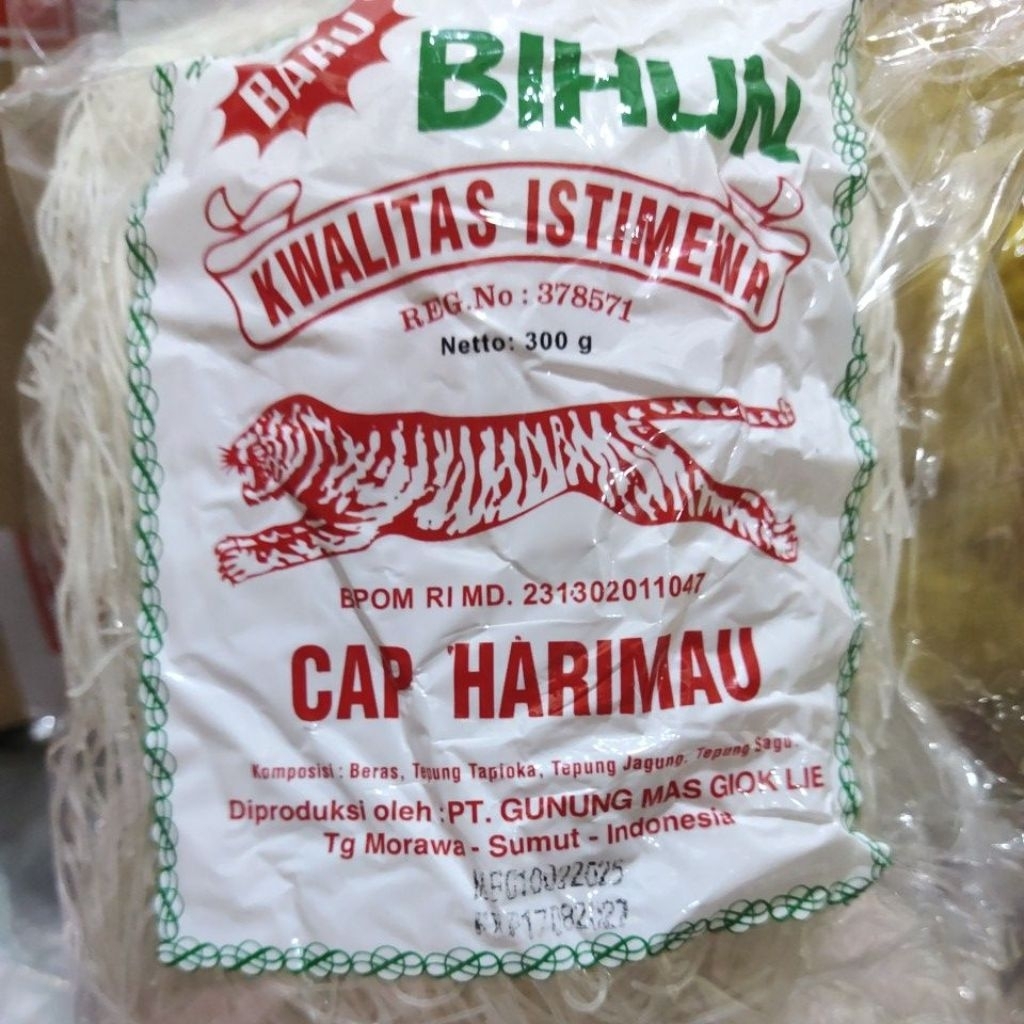 BARU
BIHUN
KWALITAS ISTIMEWA
REG.No : 378571
Netto: 300 g
BPOM RI MD. 231302011047
CAP HARIMAU
Komposisi : Beras, Tepung Tapioka, Tepung Jagung, Tepung Sagu.
Diproduksi oleh : PT. GUNUNG MAS GIOK LIE
Tg Morawa - Sumut - Indonesia